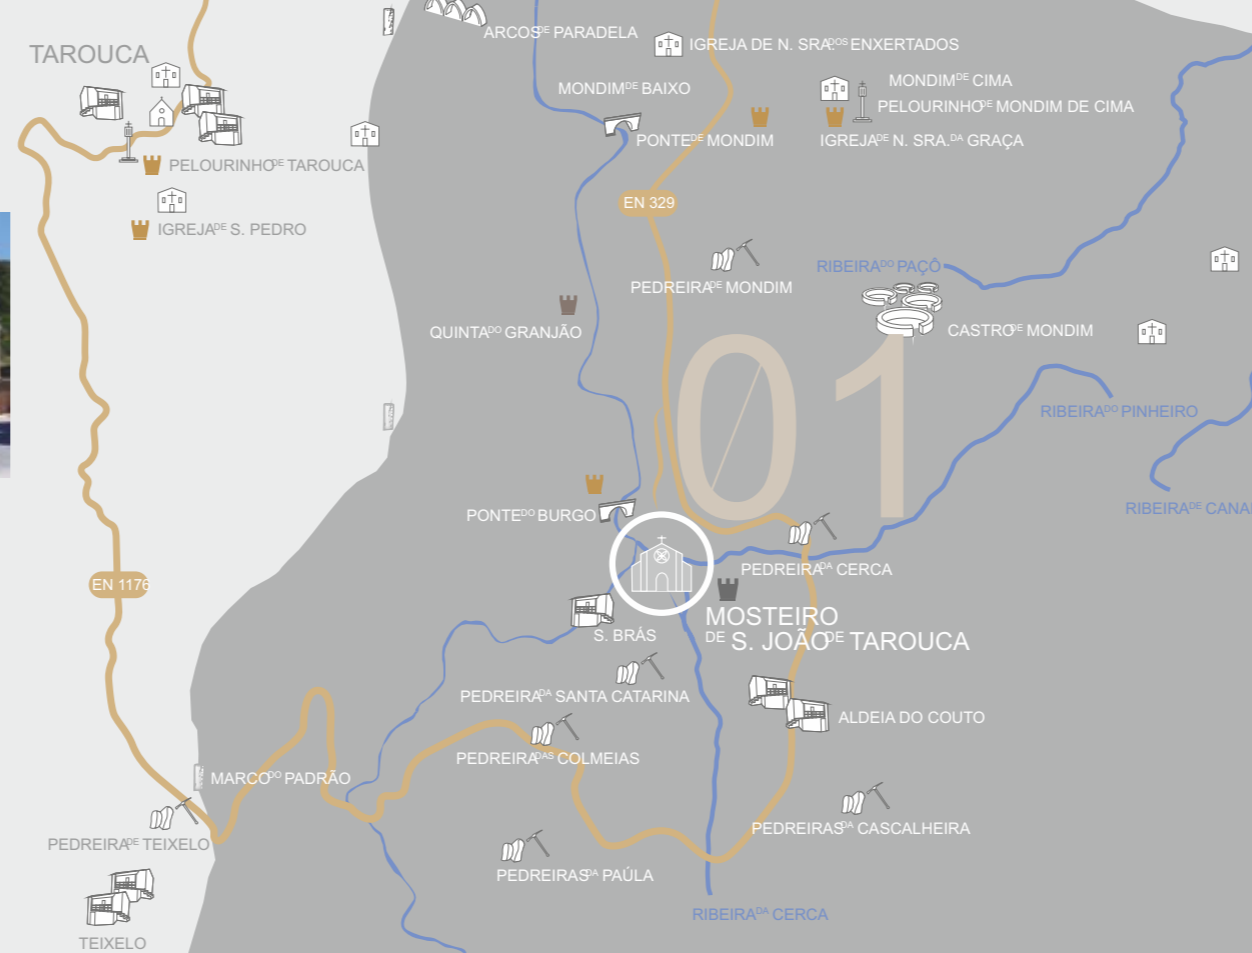 ARCOS DE PARADELA
IGREJA DE N. SRA. DOS ENXERTADOS
TAROUCA
MONDIM DE BAIXO
MONDIM DE CIMA
PELOURINHO DE MONDIM DE CIMA
PONTE DE MONDIM
IGREJA DE N. SRA. DA GRAÇA
PELOURINHO DE TAROUCA
EN 329
IGREJA DE S. PEDRO
RIBEIRA DO PAÇÔ
PEDREIRA DE MONDIM
QUINTA DO GRANJÃO
CASTRO DE MONDIM
01
RIBEIRA DO PINHEIRO
RIBEIRA DE CANA
PONTE DO BURGO
PEDREIRA DA CERCA
EN 1176
MOSTEIRO
DE S. JOÃO DE TAROUCA
S. BRÁS
PEDREIRA DA SANTA CATARINA
ALDEIA DO COUTO
PEDREIRA DAS COLMEIAS
MARCO DO PADRÃO
PEDREIRAS DA CASCALHEIRA
PEDREIRA DE TEIXELO
PEDREIRAS DA PAÚLA
RIBEIRA DA CERCA
TEIXELO